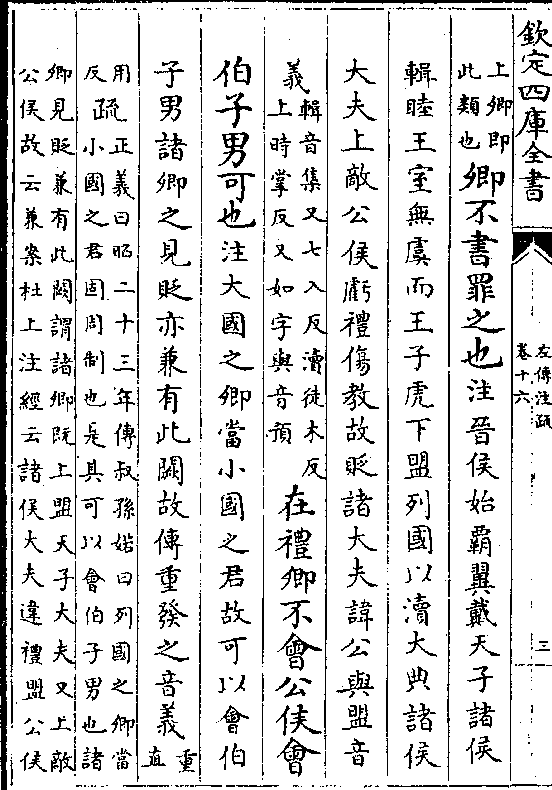 欽定四庫全書
左傳注疏
卷十六
三
上卿即
此類也
卿不書罪之也注晉侯始霸翼戴天子諸侯
輯睦王室無虞而王子虎下盟列國以瀆大典諸侯
大夫上敵公侯虧禮傷教故貶諸大夫諱公與盟音
義
輯音集又七入反瀆徒木反
上時掌反又如字與音預
在禮卿不會公侯會
伯子男可也注大國之卿當小國之君故可以會伯
子男諸卿之見貶亦兼有此闕故傳重發之音義
重
直
用
反
疏
正義曰昭二十三年傳叔孫婼曰列國之卿當
小國之君固周制也是其可以會伯子男也諸
卿見貶兼有此闕謂諸卿既上盟天子大夫又上敵
公侯故云兼案杜上注經云諸侯大夫違禮盟公侯